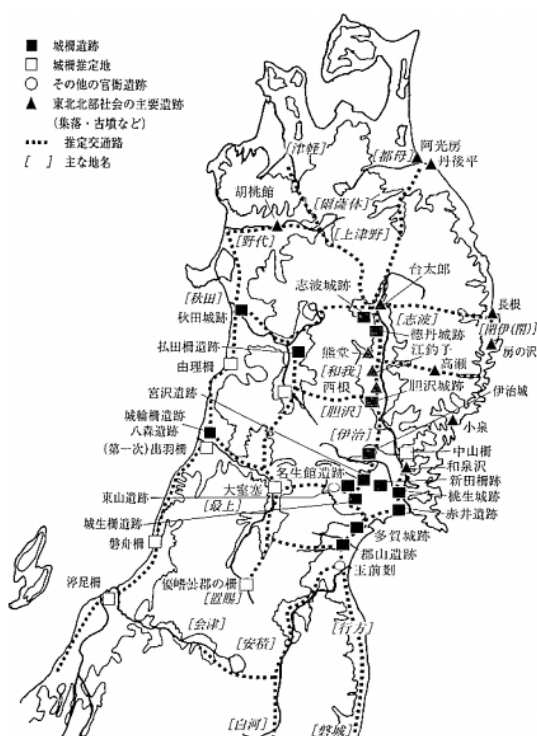 ■ 城柵遺跡
□ 城柵推定地
○ その他の官衙遺跡
▲ 東北北部社会の主要遺跡
(集落・古墳など)
推定交通路
[ ] 主な地名
[津軽]
[都母]
阿光房
丹後平
胡桃館
[爾薩体]
[野代]
[上津野]
台太郎
志波城跡
[秋田]
秋田城跡
[志波]
長根
徳丹城跡
[閉伊(閇)]
払田柵遺跡
江釣子
房の沢
熊堂
高瀬
由理柵
[和我]
胆沢城跡
西根
宮沢遺跡
[胆沢]
伊治城
城輪柵遺跡
小泉
八森遺跡
[伊治]
中山柵
(第一次)出羽柵
和泉沢
名生館遺跡
新田柵跡
大室塞
桃生城跡
東山遺跡
[最上]
赤井遺跡
城生柵遺跡
多賀城跡
磐舟柵
郡山遺跡
優嶂曇郡の柵
玉前剗
[置賜]
渟足柵
[会津]
[行方]
[安積]
[白河]
[磐城]